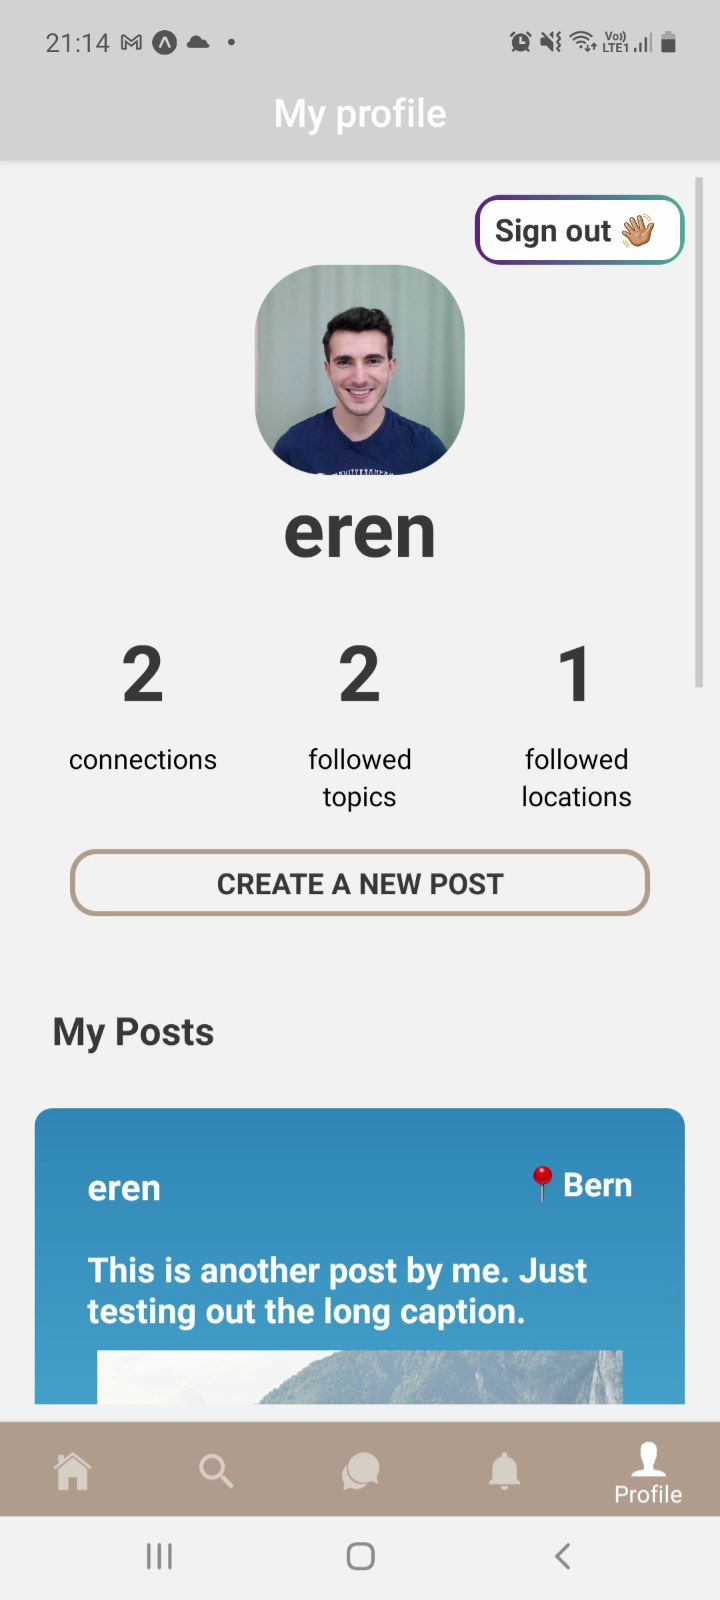 21:14
Vo))
LTE1
My profile
Sign out
eren
2 2 1
connections followed followed
topics locations
CREATE A NEW POST
My Posts
eren Bern
This is another post by me. Just
testing out the long caption.
Profile